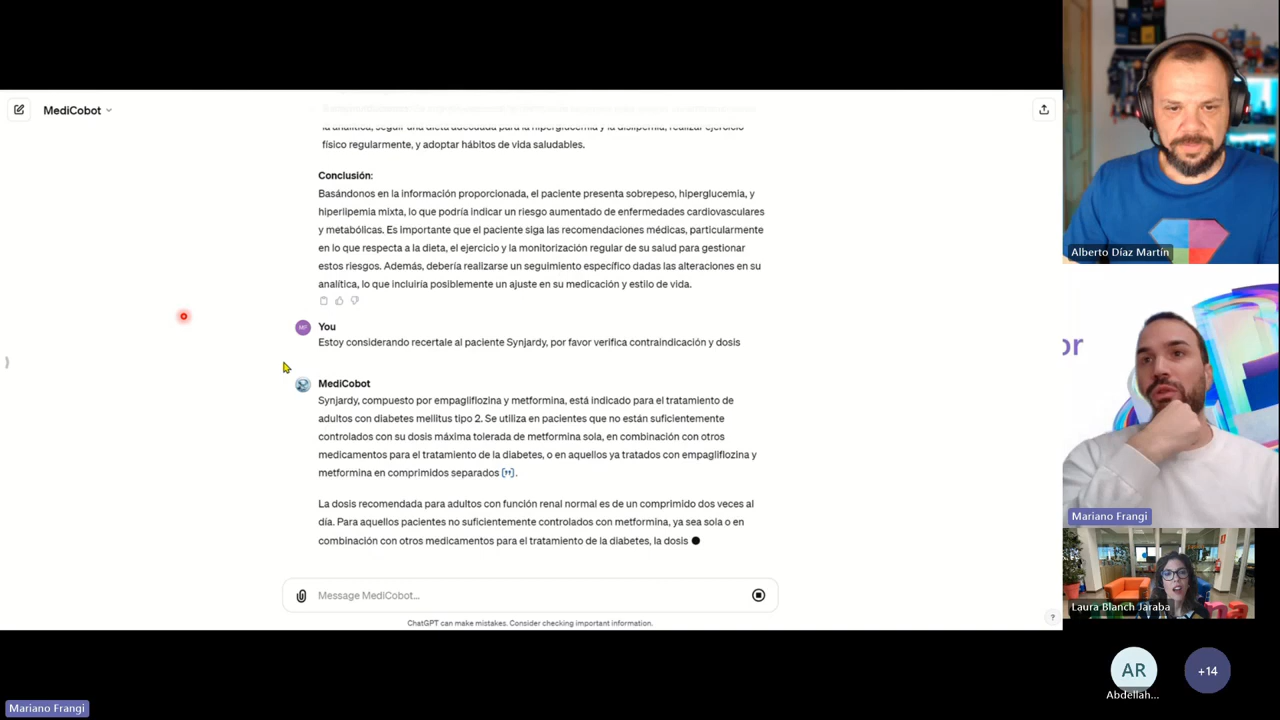 MediCobot
la analítica, seguir una dieta adecuada para la hiperglucemia y la dislipemia, realizar ejercicio
físico regularmente, y adoptar hábitos de vida saludables.
Conclusión:
Basándonos en la información proporcionada, el paciente presenta sobrepeso, hiperglucemia, y
hiperlipemia mixta, lo que podría indicar un riesgo aumentado de enfermedades cardiovasculares
y metabólicas. Es importante que el paciente siga las recomendaciones médicas, particularmente
en lo que respecta a la dieta, el ejercicio y la monitorización regular de su salud para gestionar
estos riesgos. Además, debería realizarse un seguimiento específico dadas las alteraciones en su
analítica, lo que incluiría posiblemente un ajuste en su medicación y estilo de vida.
MF
You
Estoy considerando recertale al paciente Synjardy, por favor verifica contraindicación y dosis
MediCobot
Synjardy, compuesto por empagliflozina y metformina, está indicado para el tratamiento de
adultos con diabetes mellitus tipo 2. Se utiliza en pacientes que no están suficientemente
controlados con su dosis máxima tolerada de metformina sola, en combinación con otros
medicamentos para el tratamiento de la diabetes, o en aquellos ya tratados con empagliflozina y
metformina en comprimidos separados ["].
La dosis recomendada para adultos con función renal normal es de un comprimido dos veces al
día. Para aquellos pacientes no suficientemente controlados con metformina, ya sea sola o en
combinación con otros medicamentos para el tratamiento de la diabetes, la dosis
Message MediCobot...
ChatGPT can make mistakes. Consider checking important information.
?
Alberto Díaz Martín
or
Mariano Frangi
Laura Blanch Jaraba
AR
Abdellah...
+14
Mariano Frangi